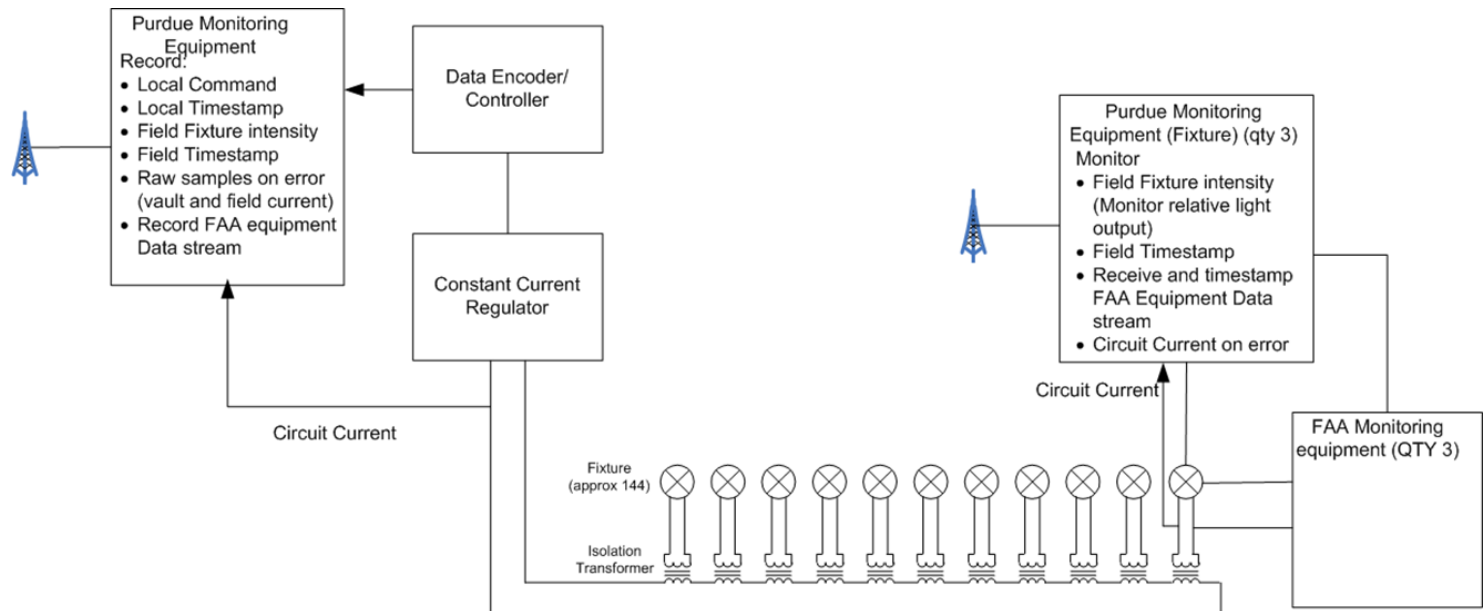 Purdue Monitoring
Equipment
Record:
• Local Command
• Local Timestamp
• Field Fixture intensity
• Field Timestamp
• Raw samples on error
(vault and field current)
• Record FAA equipment
Data stream
Data Encoder/
Controller
Constant Current
Regulator
Circuit Current
Purdue Monitoring
Equipment (Fixture) (qty 3)
Monitor
• Field Fixture intensity
(Monitor relative light
output)
• Field Timestamp
• Receive and timestamp
FAA Equipment Data
stream
• Circuit Current on error
Circuit Current
FAA Monitoring
equipment (QTY 3)
Fixture
(approx 144)
Isolation
Transformer